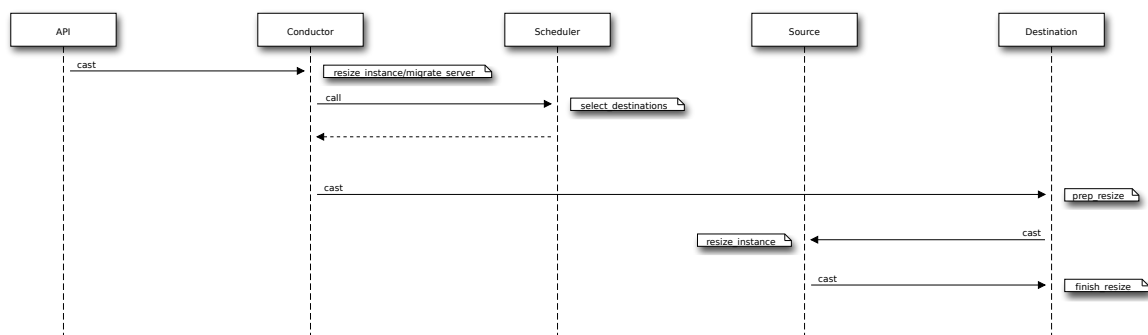 API
Conductor
Scheduler
Source
Destination
cast
resize_instance/migrate_server
call
select_destinations
cast
prep_resize
resize_instance
cast
cast
finish_resize